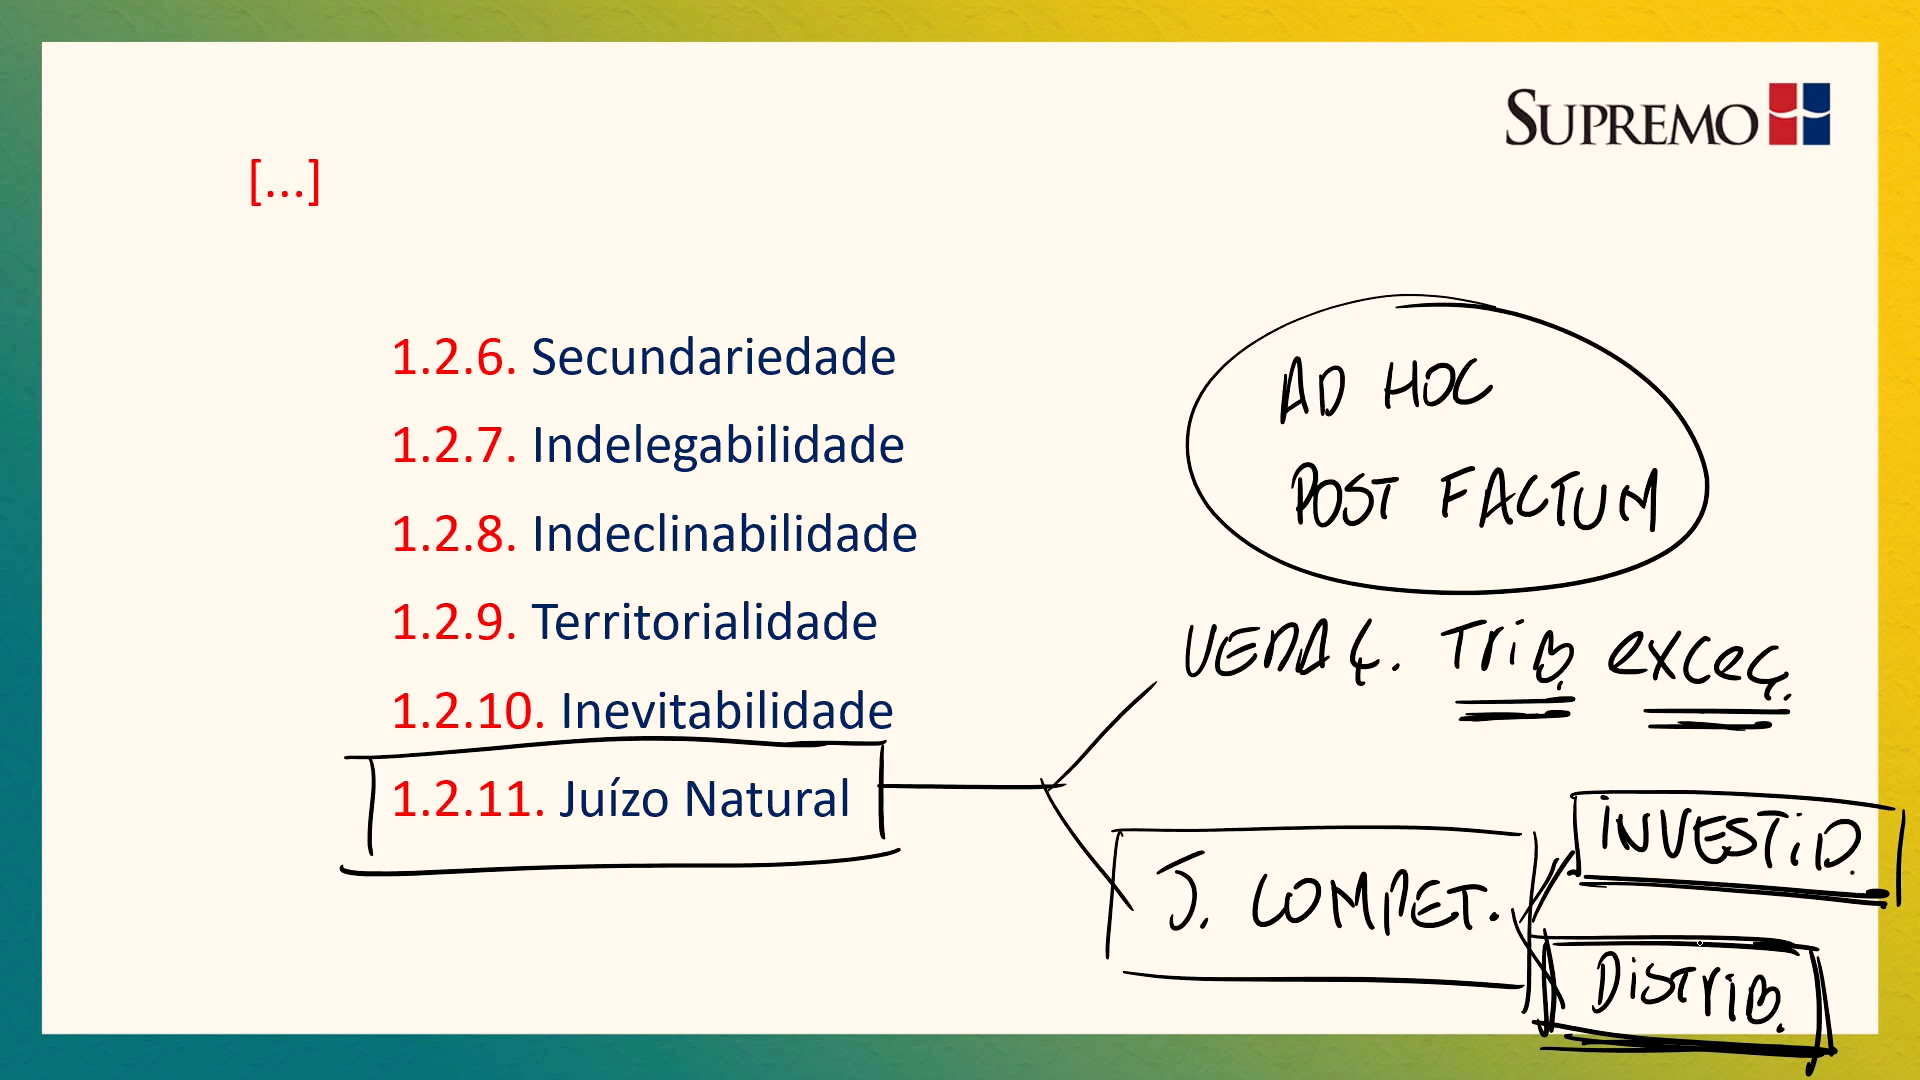 SUPREMO
[...]
1.2.6. Secundariedade
1.2.7. Indelegabilidade
1.2.8. Indeclinabilidade
1.2.9. Territorialidade
1.2.10. Inevitabilidade
1.2.11. Juízo Natural
AD HOC
POST FACTUM
VEDAÇ. TRIB. EXCEÇ.
J. COMPET.
INVESTID.
DISTRIB.